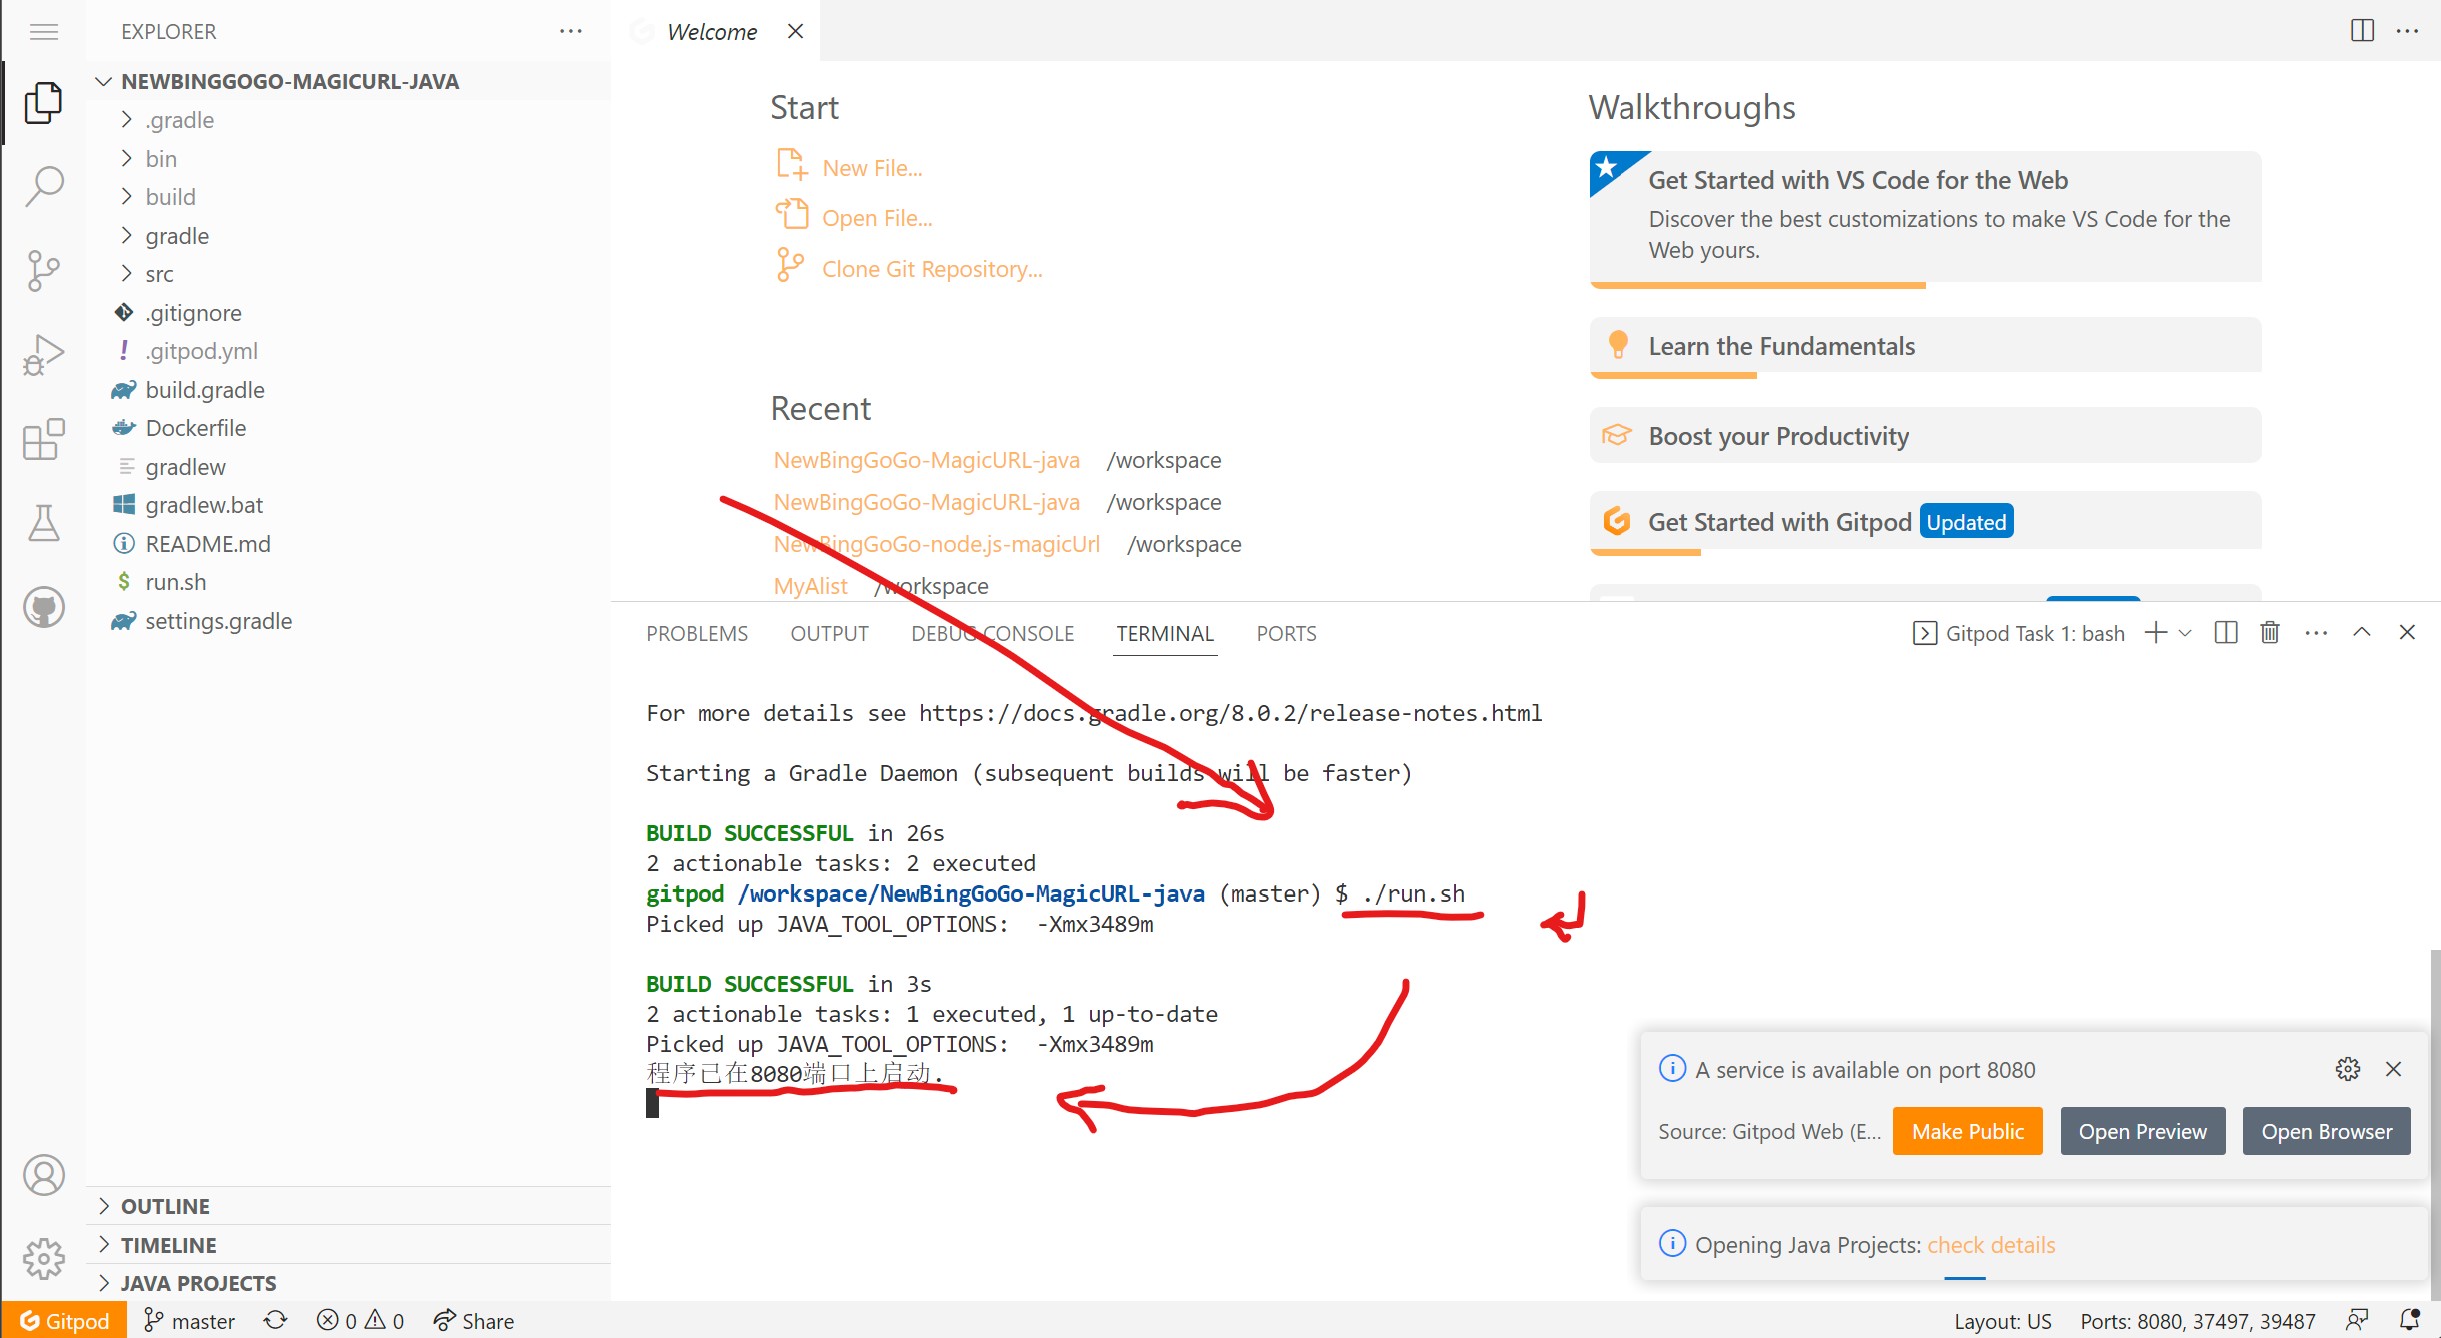 EXPLORER
NEWBINGGOGO-MAGICURL-JAVA
.gradle
bin
build
gradle
src
.gitignore
.gitpod.yml
build.gradle
Dockerfile
gradlew
gradlew.bat
README.md
run.sh
settings.gradle
OUTLINE
TIMELINE
JAVA PROJECTS
Welcome
Start
New File...
Open File...
Clone Git Repository...
Recent
NewBingGoGo-MagicURL-java /workspace
NewBingGoGo-MagicURL-java /workspace
NewBingGoGo-node.js-magicUrl /workspace
MyAlist /workspace
Walkthroughs
Get Started with VS Code for the Web
Discover the best customizations to make VS Code for the
Web yours.
Learn the Fundamentals
Boost your Productivity
Get Started with Gitpod Updated
PROBLEMS OUTPUT DEBUG CONSOLE TERMINAL PORTS
Gitpod Task 1: bash
For more details see https://docs.gradle.org/8.0.2/release-notes.html
Starting a Gradle Daemon (subsequent builds will be faster)
BUILD SUCCESSFUL in 26s
2 actionable tasks: 2 executed
gitpod /workspace/NewBingGoGo-MagicURL-java (master) $ ./run.sh
Picked up JAVA_TOOL_OPTIONS:  -Xmx3489m
BUILD SUCCESSFUL in 3s
2 actionable tasks: 1 executed, 1 up-to-date
Picked up JAVA_TOOL_OPTIONS:  -Xmx3489m
程序已在8080端口上启动.
A service is available on port 8080
Source: Gitpod Web (E... Make Public Open Preview Open Browser
Opening Java Projects: check details
Gitpod master 0 0 Share Layout: US Ports: 8080, 37497, 39487